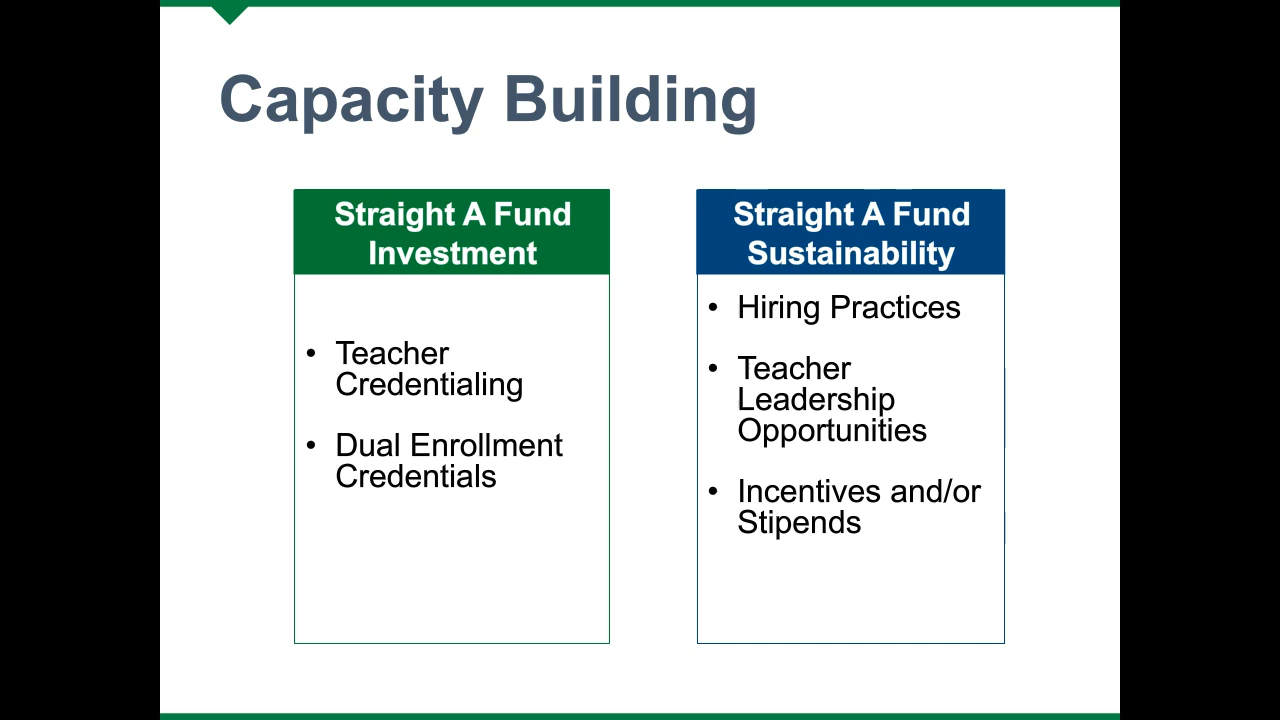 Capacity Building
Straight A Fund
Investment
• Teacher
Credentialing
• Dual Enrollment
Credentials
Straight A Fund
Sustainability
• Hiring Practices
• Teacher
Leadership
Opportunities
• Incentives and/or
Stipends